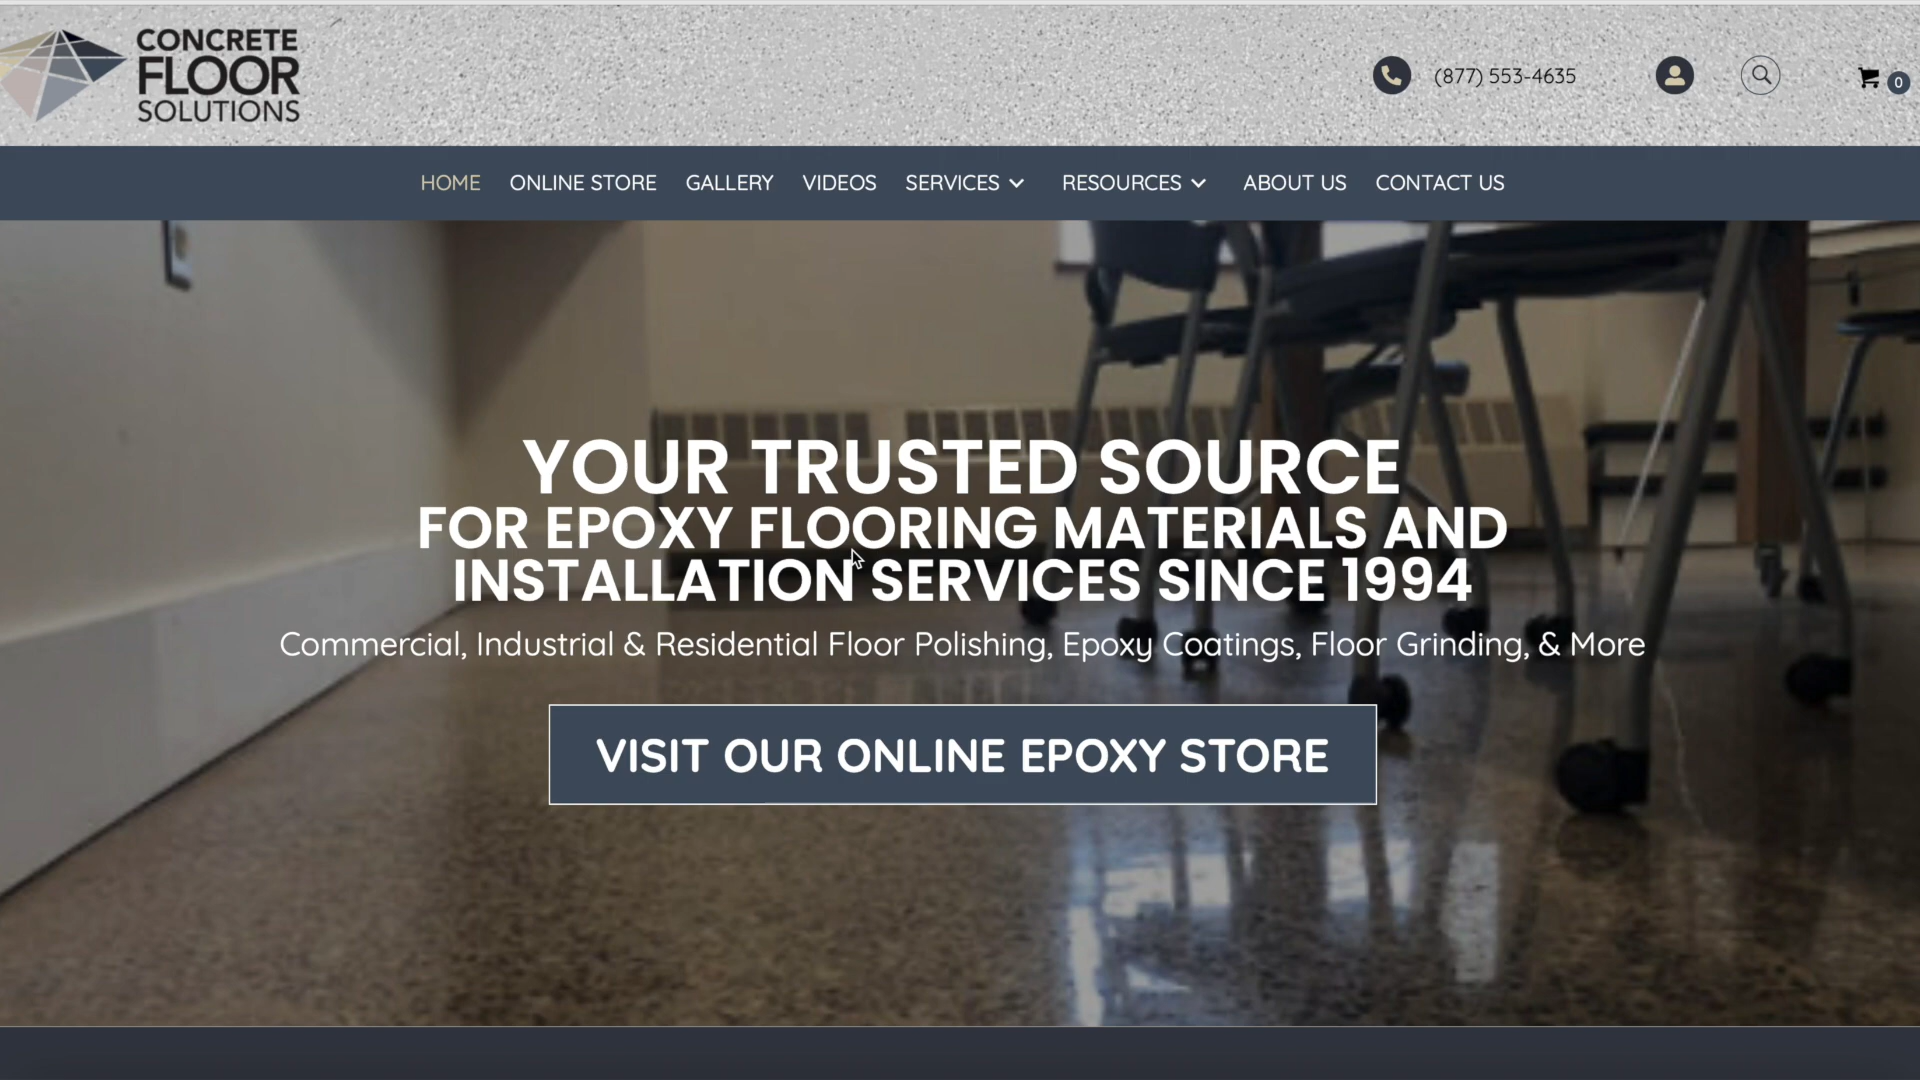 CONCRETE
FLOOR
SOLUTIONS
(877) 553-4635
0
HOME ONLINE STORE GALLERY VIDEOS SERVICES RESOURCES ABOUT US CONTACT US
YOUR TRUSTED SOURCE
FOR EPOXY FLOORING MATERIALS AND
INSTALLATION SERVICES SINCE 1994
Commercial, Industrial & Residential Floor Polishing, Epoxy Coatings, Floor Grinding, & More
VISIT OUR ONLINE EPOXY STORE